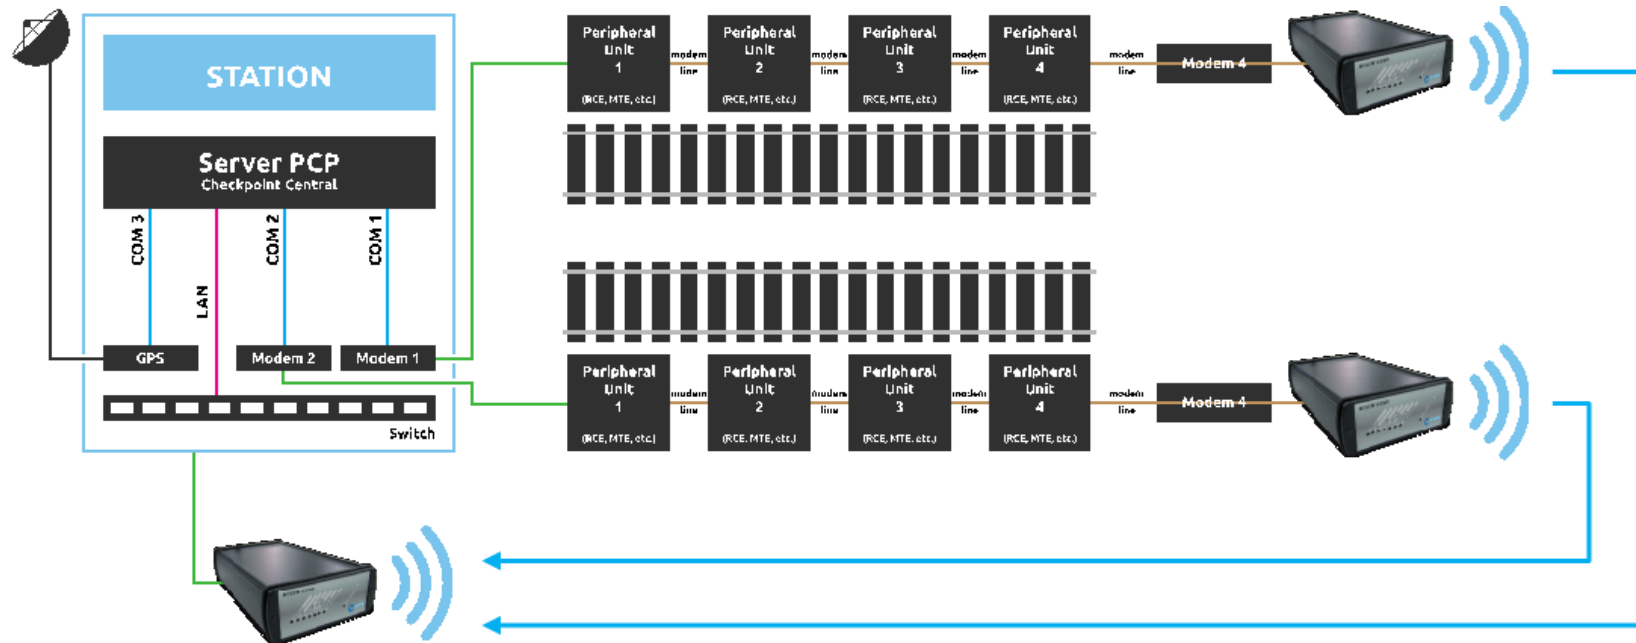 STATION
Server PCP
Checkpoint Central
COM 3
LAN
COM 2
COM 1
GPS
Modem 2
Modem 1
Switch
Peripheral
Unit
1
(RCE, MTE, etc.)
modem
line
Peripheral
Unit
2
(RCE, MTE, etc.)
modem
line
Peripheral
Unit
3
(RCE, MTE, etc.)
modem
line
Peripheral
Unit
4
(RCE, MTE, etc.)
modem
line
Modem 4
Peripheral
Unit
1
(RCE, MTE, etc.)
modem
line
Peripheral
Unit
2
(RCE, MTE, etc.)
modem
line
Peripheral
Unit
3
(RCE, MTE, etc.)
modem
line
Peripheral
Unit
4
(RCE, MTE, etc.)
modem
line
Modem 4